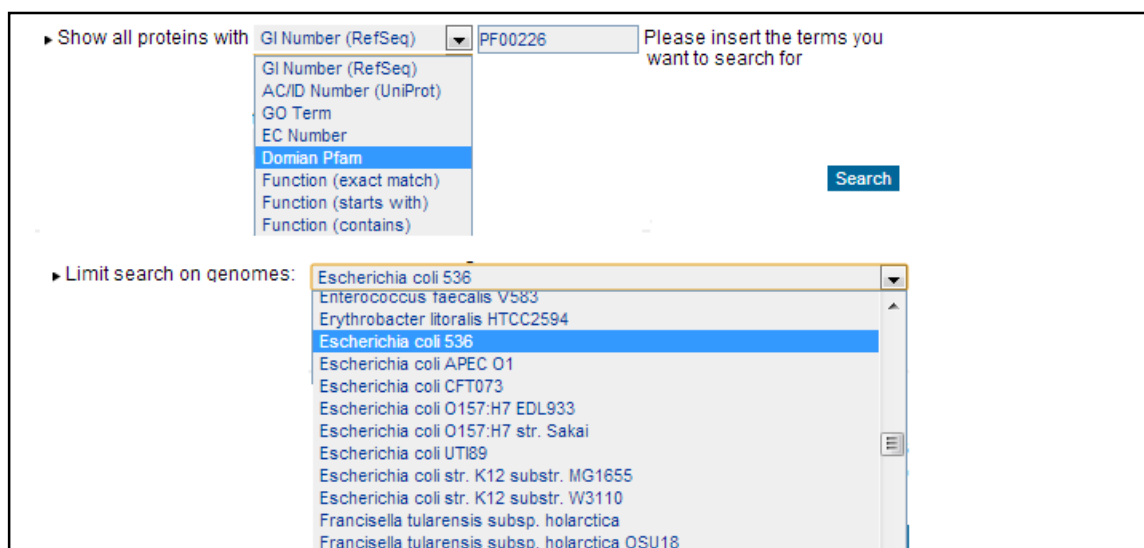 Show all proteins with GI Number (RefSeq) PF00226 Please insert the terms you
want to search for
GI Number (RefSeq)
AC/ID Number (UniProt)
GO Term
EC Number
Domian Pfam
Function (exact match)
Function (starts with)
Function (contains)
Search
Limit search on genomes: Escherichia coli 536
Enterococcus faecalis V583
Erythrobacter litoralis HTCC2594
Escherichia coli 536
Escherichia coli APEC O1
Escherichia coli CFT073
Escherichia coli O157:H7 EDL933
Escherichia coli O157:H7 str. Sakai
Escherichia coli UTI89
Escherichia coli str. K12 substr. MG1655
Escherichia coli str. K12 substr. W3110
Francisella tularensis subsp. holarctica
Francisella tularensis subsp. holarctica OSU18